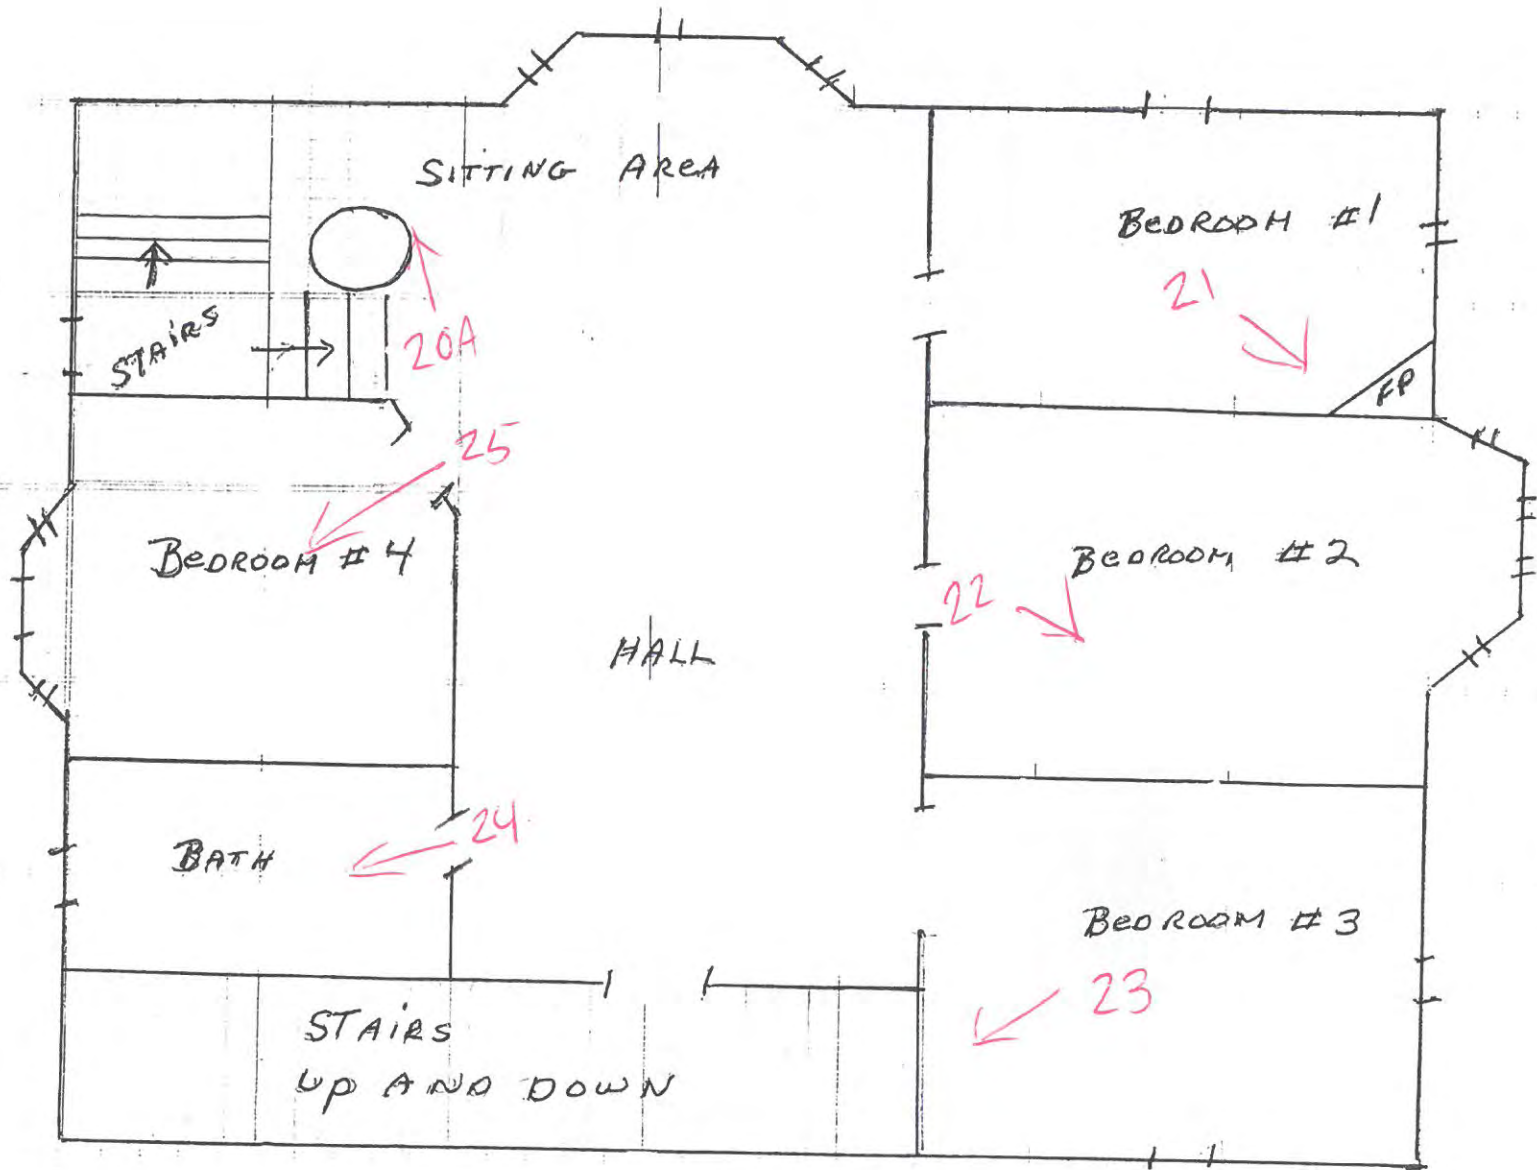 SITTING AREA
BEDROOM #1
21
20A
STAIRS
FP
25
BEDROOM #4
BEDROOM #2
22
HALL
24
BATH
BEDROOM #3
23
STAIRS
UP AND DOWN